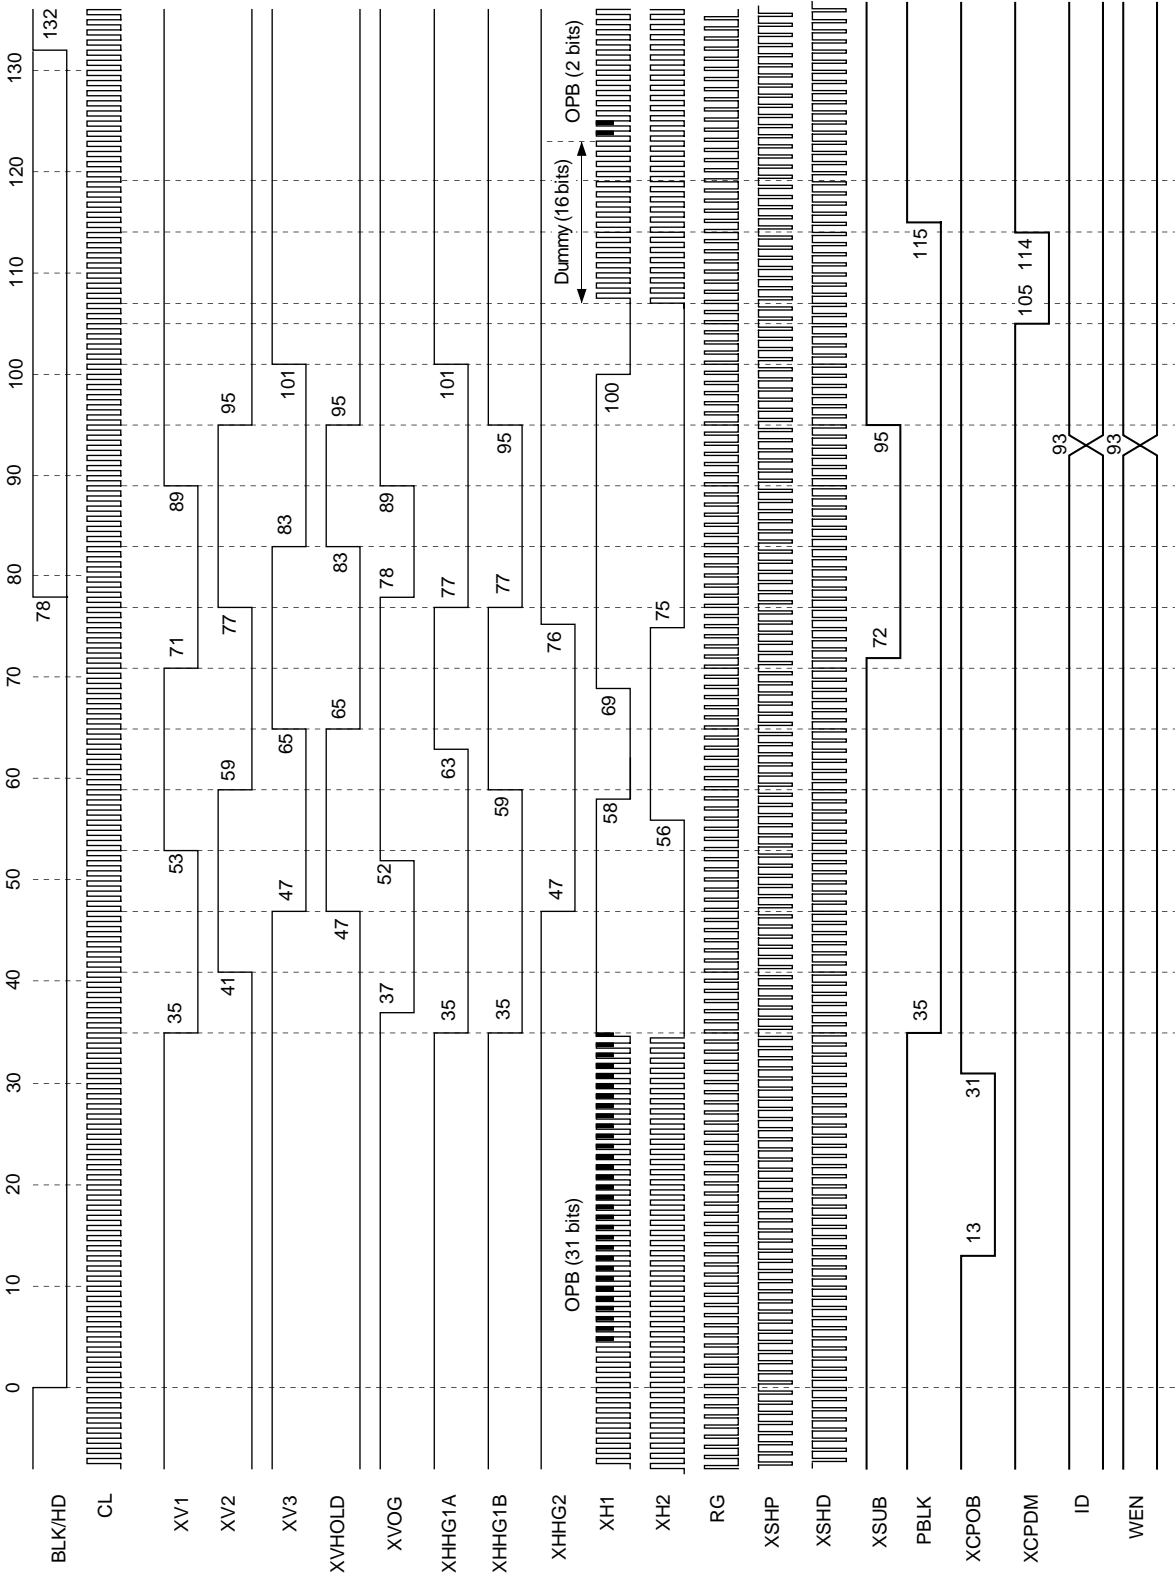 0 10 20 30 40 50 60 70 80 90 100 110 120 130
BLK/HD 78 132
CL
XV1 35 53 71 89
XV2 41 59 77 95
XV3 47 65 83 101
XVHOLD 47 65 83 95
XVOG 37 52 78 89
XHHG1A 35 63 77 101
XHHG1B 35 59 77 95
XHHG2 47 76
Dummy (16 bits)
OPB (31 bits) OPB (2 bits)
XH1 58 69 100
XH2 56 75
RG
XSHP
XSHD
XSUB 72 95
PBLK 35 115
XCPOB 13 31
XCPDM 105 114
ID 93
WEN 93